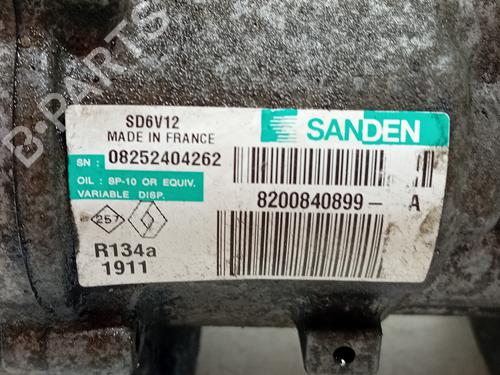 B-PARTS
SD6V12
MADE IN FRANCE
SANDEN
SN : 08252404262
OIL : SP-10 OR EQUIV.
VARIABLE DISP.
8200840899- A
257
R134a
1911